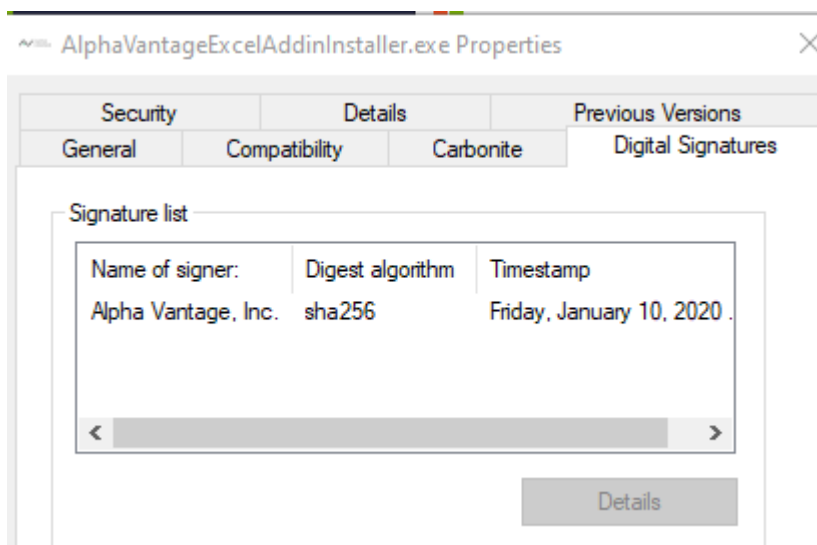 AlphaVantageExcelAddinInstaller.exe Properties
Security Details Previous Versions
General Compatibility Carbonite Digital Signatures
Signature list
Name of signer: Digest algorithm Timestamp
Alpha Vantage, Inc. sha256 Friday, January 10, 2020 .
Details